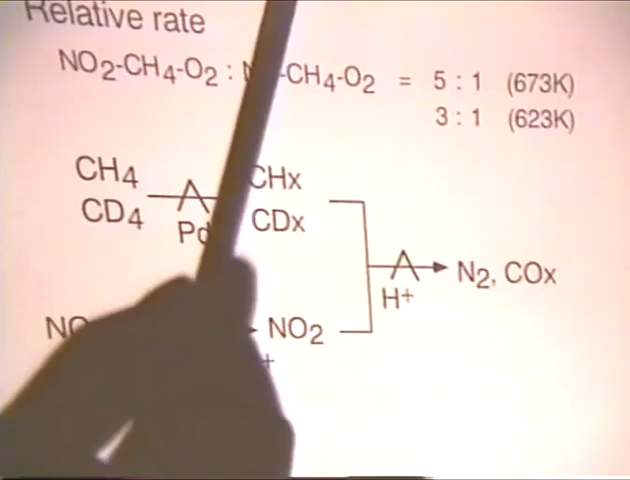 Relative rate
NO2-CH4-O2 : -CH4-O2 = 5 : 1 (673K)
3 : 1 (623K)
CH4 CHx
CD4 CDx
Pd
N2, COx
H+
NO2
+